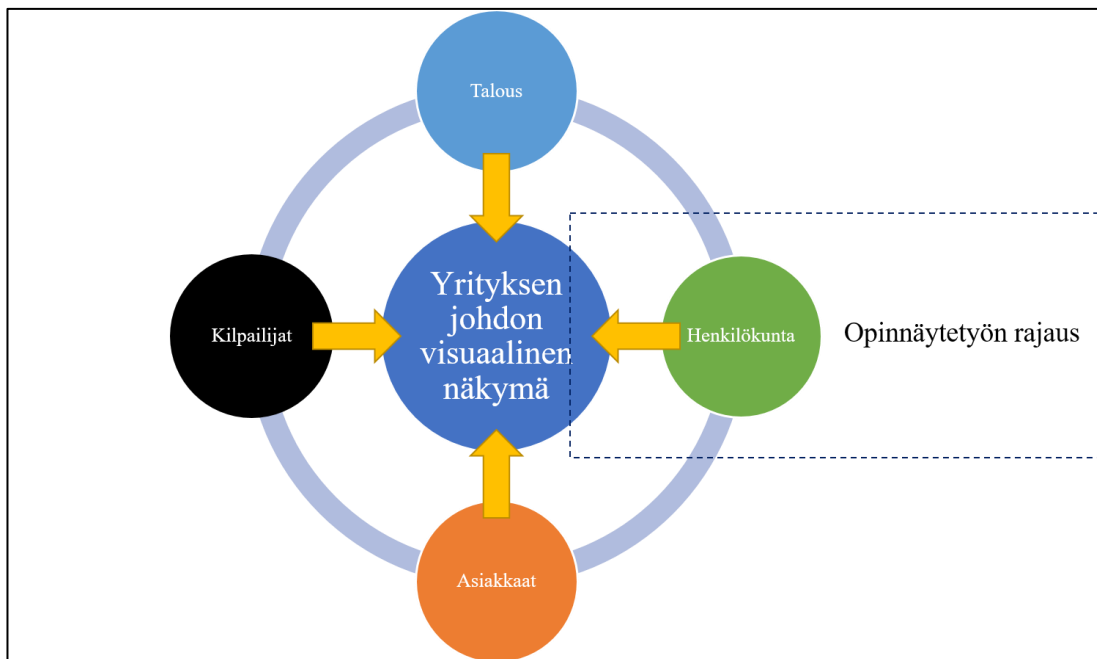 Talous
Yrityksen
johdon
visuaalinen
näkymä
Kilpailijat
Henkilökunta
Opinnäytetyön rajaus
Asiakkaat